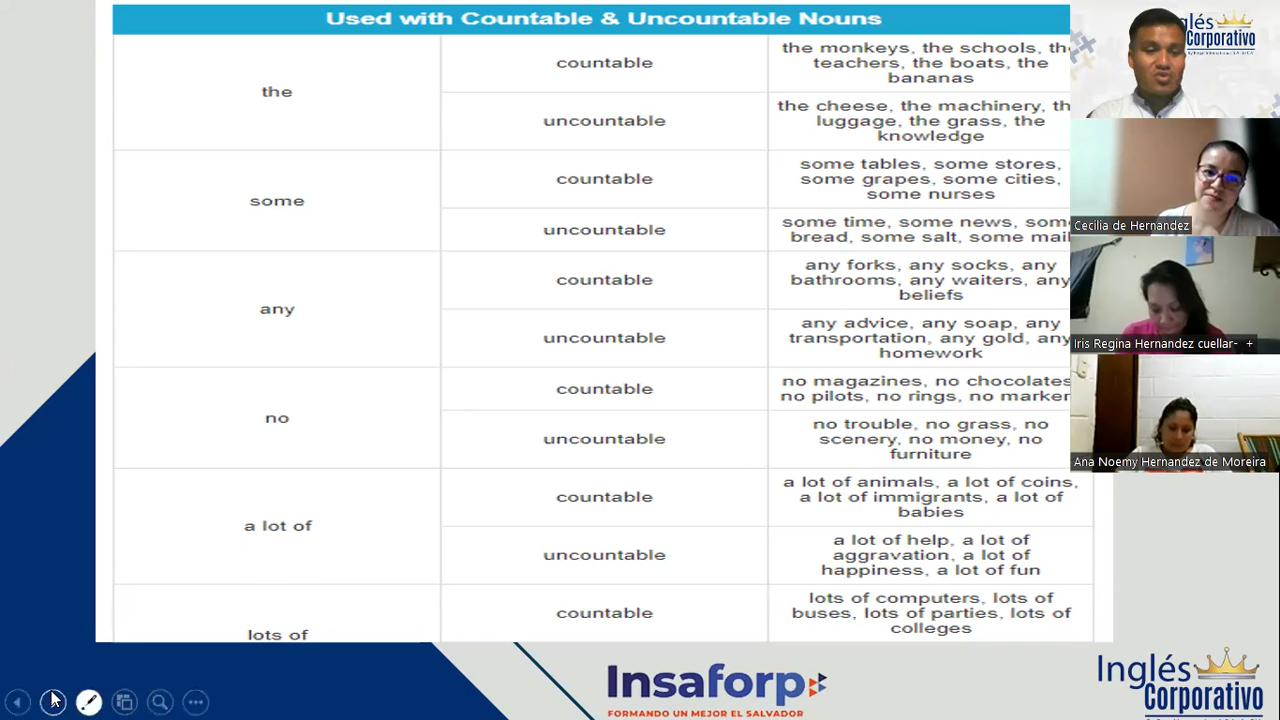 Used with Countable & Uncountable Nouns
the
countable
the monkeys, the schools, the
teachers, the boats, the
bananas
uncountable
the cheese, the machinery, th
luggage, the grass, the
knowledge
some
countable
some tables, some stores,
some grapes, some cities,
some nurses
uncountable
some time, some news, som
bread, some salt, some mai
any
countable
any forks, any socks, any
bathrooms, any waiters, any
beliefs
uncountable
any advice, any soap, any
transportation, any gold, any
homework
no
countable
no magazines, no chocolates
no pilots, no rings, no marker
uncountable
no trouble, no grass, no
scenery, no money, no
furniture
a lot of
countable
a lot of animals, a lot of coins,
a lot of immigrants, a lot of
babies
uncountable
a lot of help, a lot of
aggravation, a lot of
happiness, a lot of fun
lots of
countable
lots of computers, lots of
buses, lots of parties, lots of
colleges
glés
Corporativo
Cecilia de Hernandez
Iris Regina Hernandez cuellar- +
Ana Noemy Hernandez de Moreira
Insaforp
FORMANDO UN MEJOR EL SALVADOR
Inglés
Corporativo